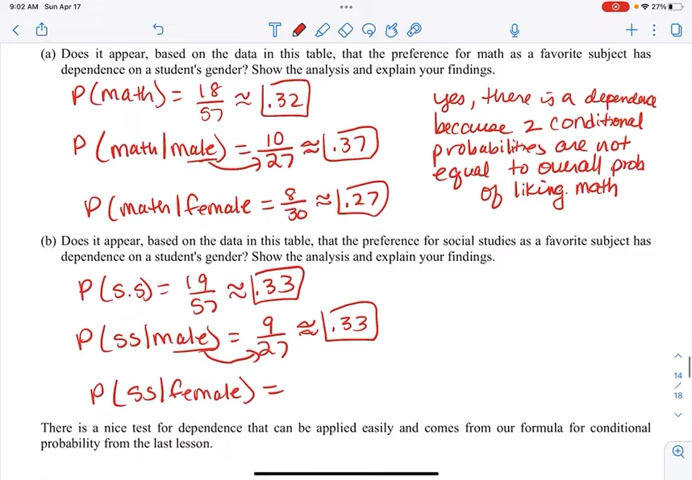 9:02 AM Sun Apr 17
27%
(a) Does it appear, based on the data in this table, that the preference for math as a favorite subject has
dependence on a student's gender? Show the analysis and explain your findings.
P(math) = 18/57 ≈ .32
P(math|male) = 10/27 ≈ .37
P(math|female = 8/30 ≈ .27
yes, there is a dependence
because 2 conditional
probabilities are not
equal to overall prob
of liking math
(b) Does it appear, based on the data in this table, that the preference for social studies as a favorite subject has
dependence on a student's gender? Show the analysis and explain your findings.
P(s.s) = 19/57 ≈ .33
P(ss|male) = 9/27 ≈ .33
P(ss|female) =
14
/
18
There is a nice test for dependence that can be applied easily and comes from our formula for conditional
probability from the last lesson.